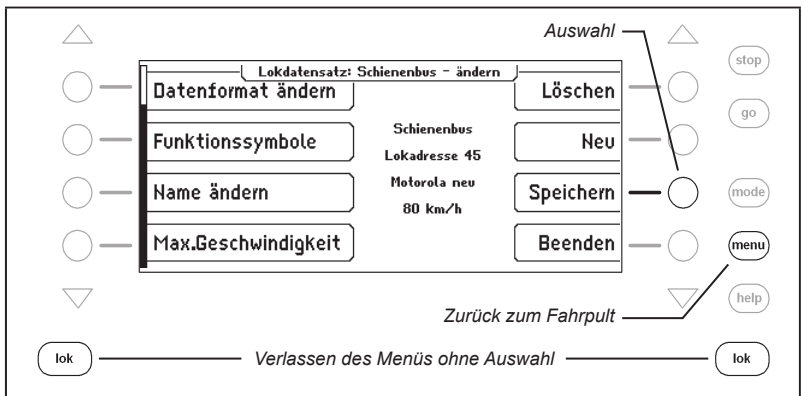 Auswahl
stop
Lokdatensatz: Schienenbus - ändern
Datenformat ändern
Löschen
go
Funktionssymbole
Schienenbus
Neu
Lokadresse 45
Name ändern
Motorola neu
Speichern
mode
80 km/h
Max.Geschwindigkeit
Beenden
menu
help
Zurück zum Fahrpult
lok
Verlassen des Menüs ohne Auswahl
lok